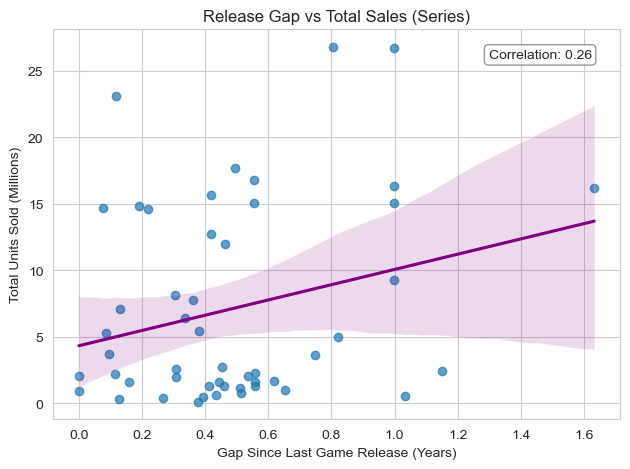 Release Gap vs Total Sales (Series)
Correlation: 0.26
Total Units Sold (Millions)
25
20
15
10
5
0
0.0 0.2 0.4 0.6 0.8 1.0 1.2 1.4 1.6
Gap Since Last Game Release (Years)